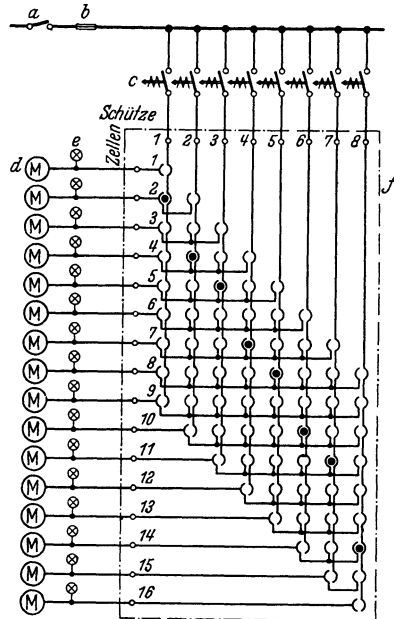 a b
c
Schütze
Zellen
1 2 3 4 5 6 7 8
f
d M e 1
M 2
M 3
M 4
M 5
M 6
M 7
M 8
M 9
M 10
M 11
M 12
M 13
M 14
M 15
M 16